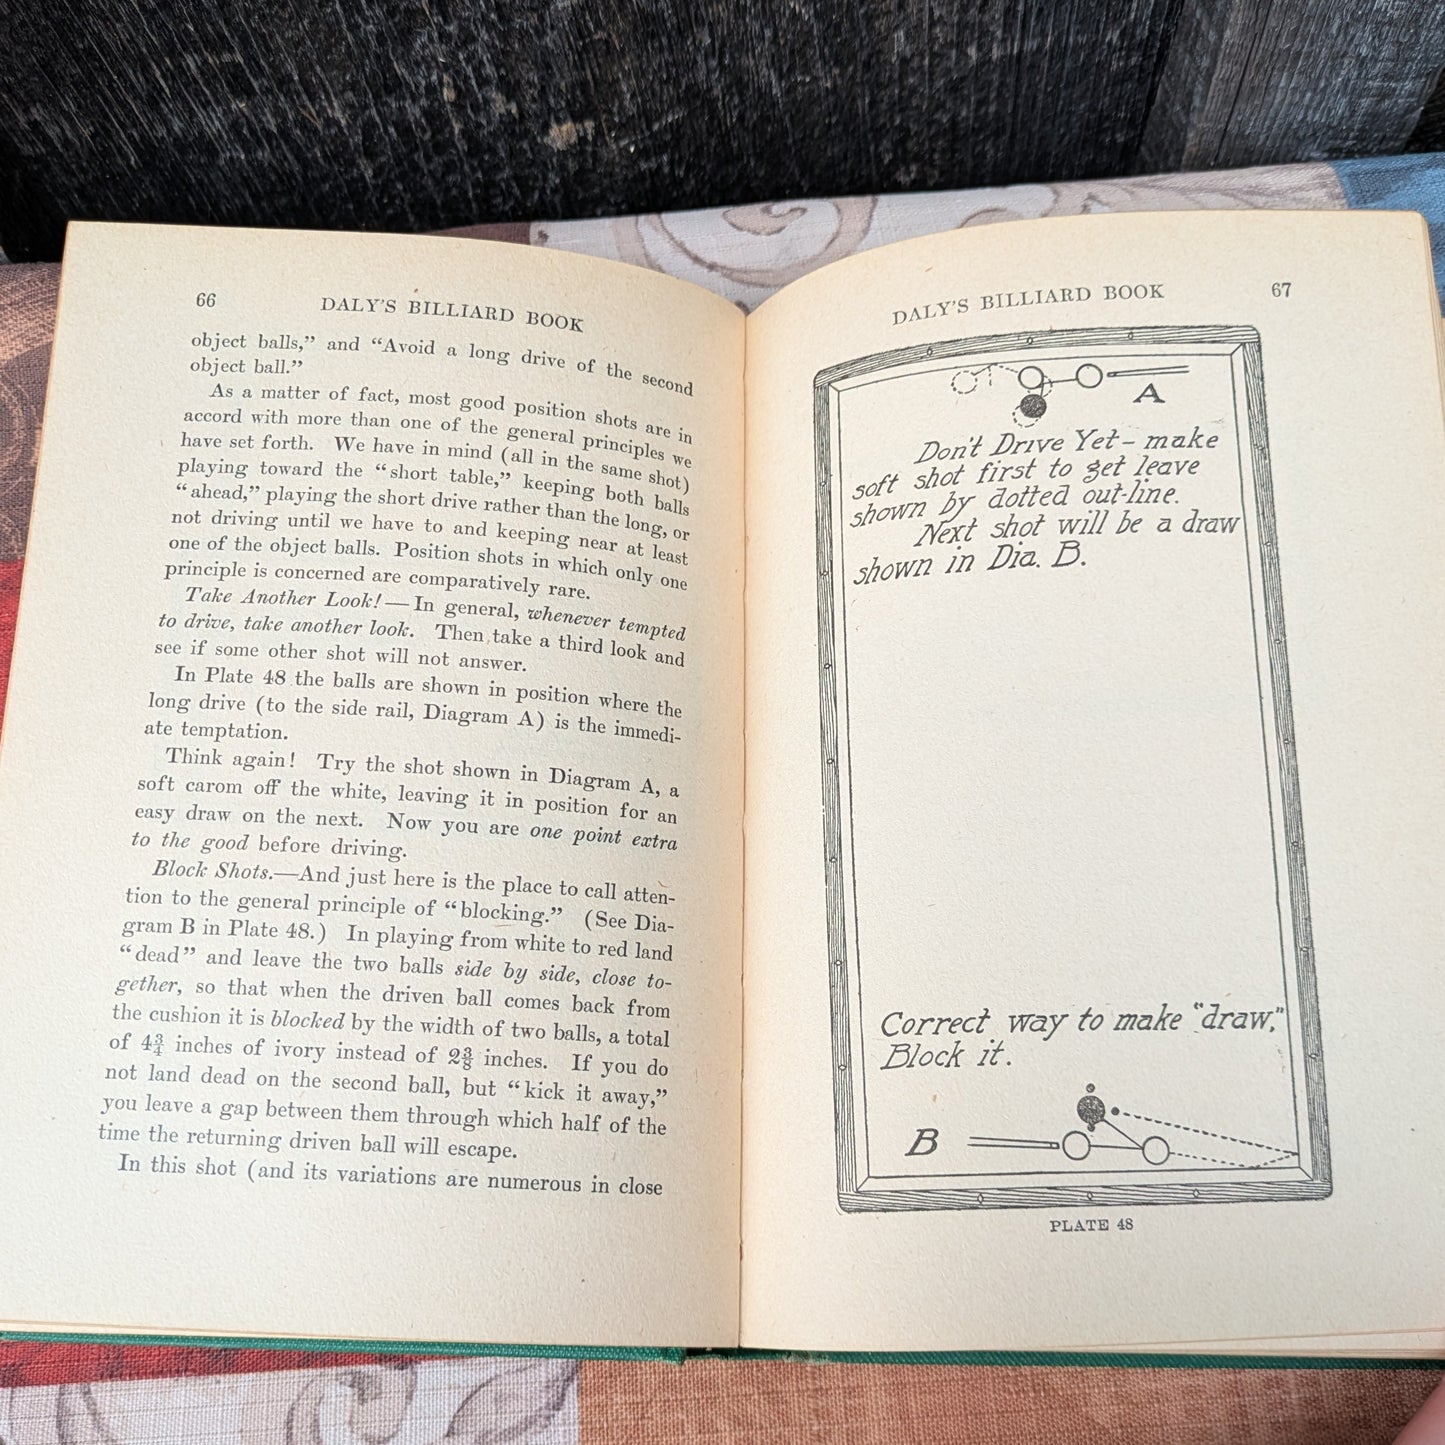 66
DALY'S BILLIARD BOOK
object balls,” and “Avoid a long drive of the second
object ball.”
As a matter of fact, most good position shots are in
accord with more than one of the general principles we
have set forth. We have in mind (all in the same shot)
playing toward the “short table,” keeping both balls
“ahead,” playing the short drive rather than the long, or
not driving until we have to and keeping near at least
one of the object balls. Position shots in which only one
principle is concerned are comparatively rare.
Take Another Look!—In general, whenever tempted
to drive, take another look. Then take a third look and
see if some other shot will not answer.
In Plate 48 the balls are shown in position where the
long drive (to the side rail, Diagram A) is the immedi-
ate temptation.
Think again! Try the shot shown in Diagram A, a
soft carom off the white, leaving it in position for an
easy draw on the next. Now you are one point extra
to the good before driving.
Block Shots.—And just here is the place to call atten-
tion to the general principle of “blocking.” (See Dia-
gram B in Plate 48.) In playing from white to red land
“dead” and leave the two balls side by side, close to-
gether, so that when the driven ball comes back from
the cushion it is blocked by the width of two balls, a total
of 4¾ inches of ivory instead of 2⅜ inches. If you do
not land dead on the second ball, but “kick it away,”
you leave a gap between them through which half of the
time the returning driven ball will escape.
In this shot (and its variations are numerous in close
DALY'S BILLIARD BOOK
67
A
Don't Drive Yet – make
soft shot first to get leave
shown by dotted out-line.
Next shot will be a draw
shown in Dia. B.
Correct way to make “draw.”
Block it.
B
PLATE 48